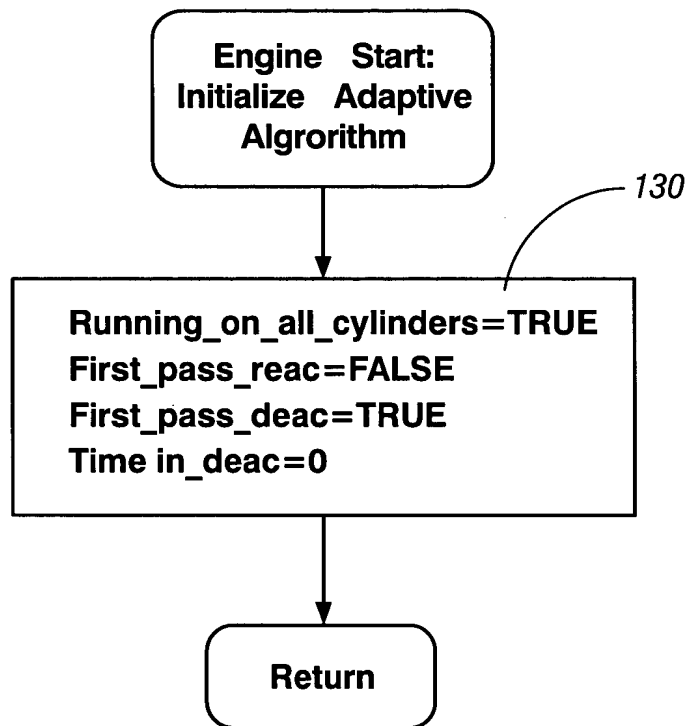 Engine Start:
Initialize Adaptive
Algrorithm
130
Running_on_all_cylinders=TRUE
First_pass_reac=FALSE
First_pass_deac=TRUE
Time in_deac=0
Return